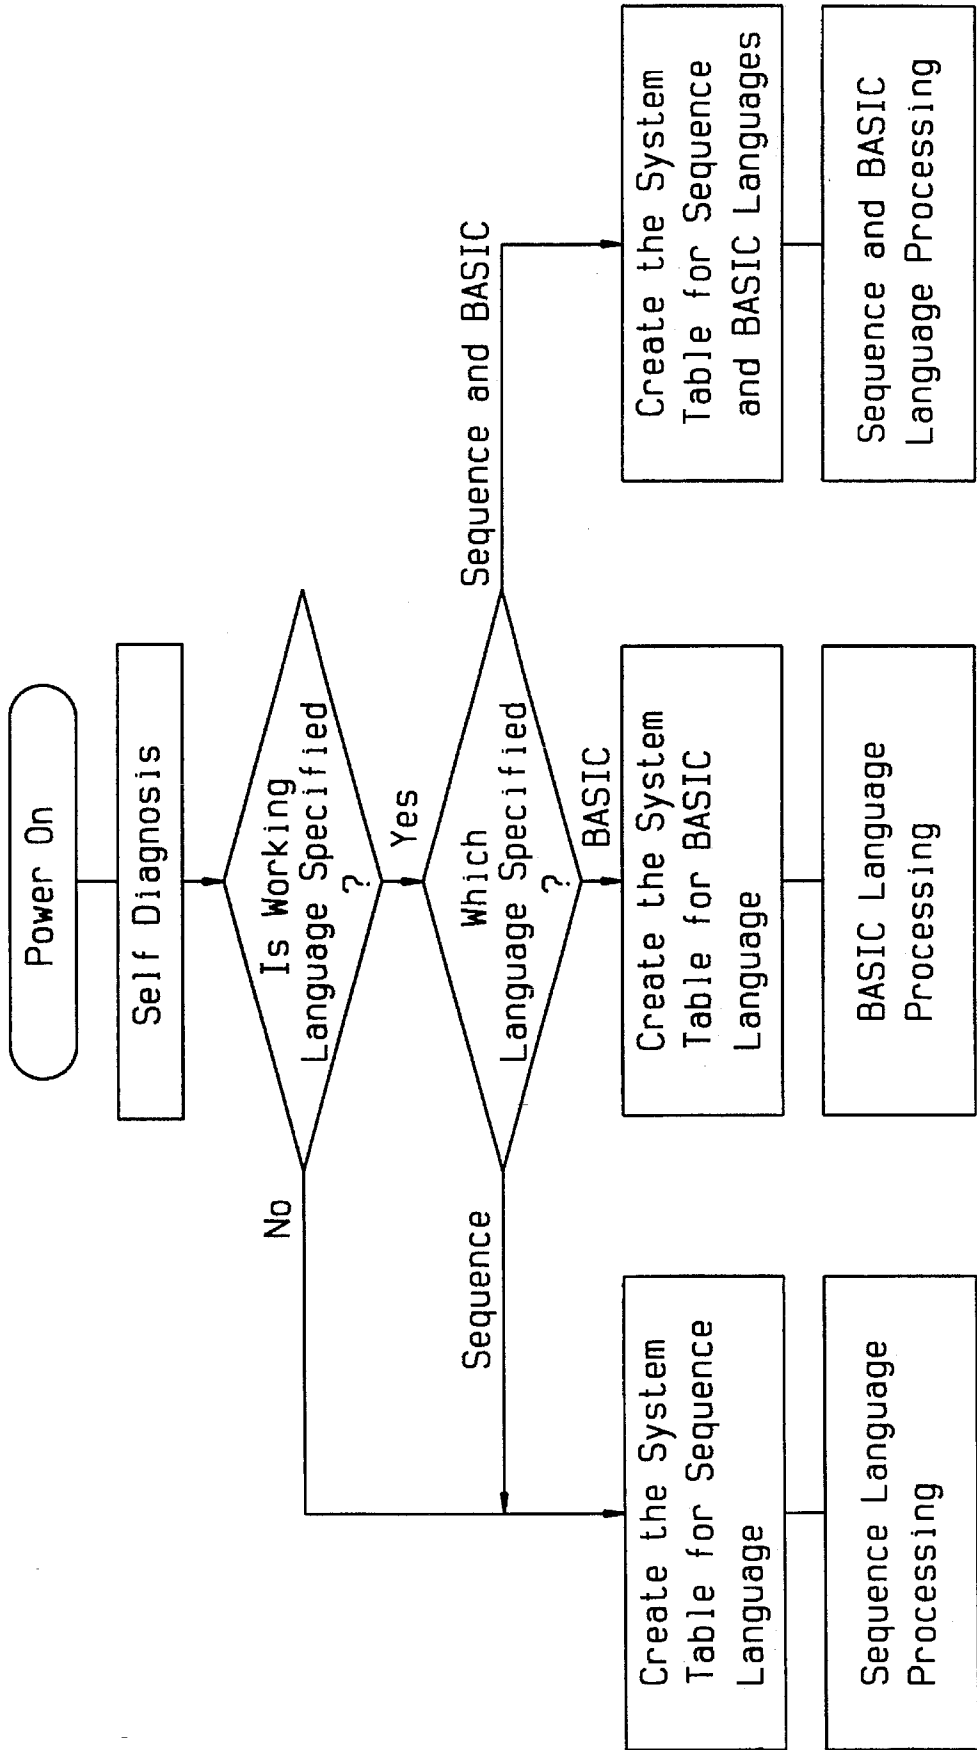 Power On
Self Diagnosis
Is Working
Language Specified
?
No
Yes
Which
Language Specified
?
Sequence
BASIC
Sequence and BASIC
Create the System
Table for Sequence
Language
Sequence Language
Processing
Create the System
Table for BASIC
Language
BASIC Language
Processing
Create the System
Table for Sequence
and BASIC Languages
Sequence and BASIC
Language Processing